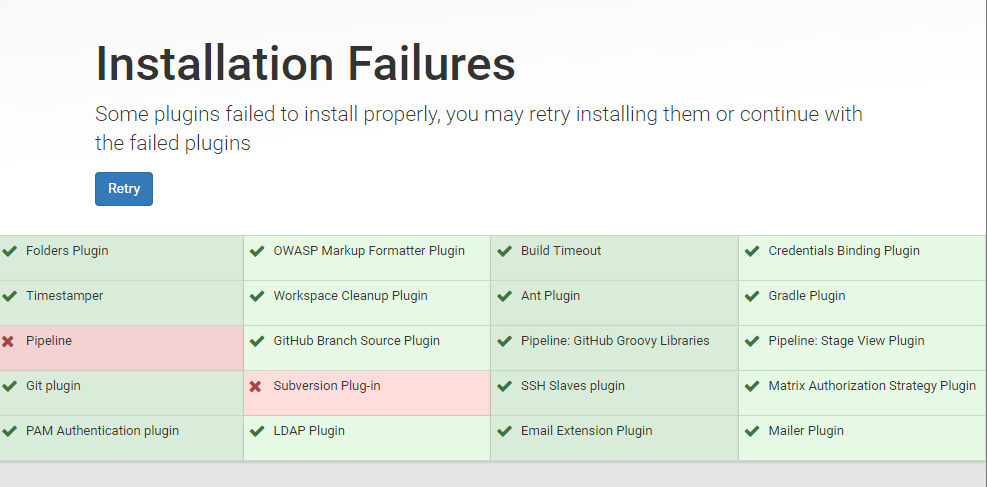 Installation Failures
Some plugins failed to install properly, you may retry installing them or continue with
the failed plugins
Retry
Folders Plugin
OWASP Markup Formatter Plugin
Build Timeout
Credentials Binding Plugin
Timestamper
Workspace Cleanup Plugin
Ant Plugin
Gradle Plugin
Pipeline
GitHub Branch Source Plugin
Pipeline: GitHub Groovy Libraries
Pipeline: Stage View Plugin
Git plugin
Subversion Plug-in
SSH Slaves plugin
Matrix Authorization Strategy Plugin
PAM Authentication plugin
LDAP Plugin
Email Extension Plugin
Mailer Plugin